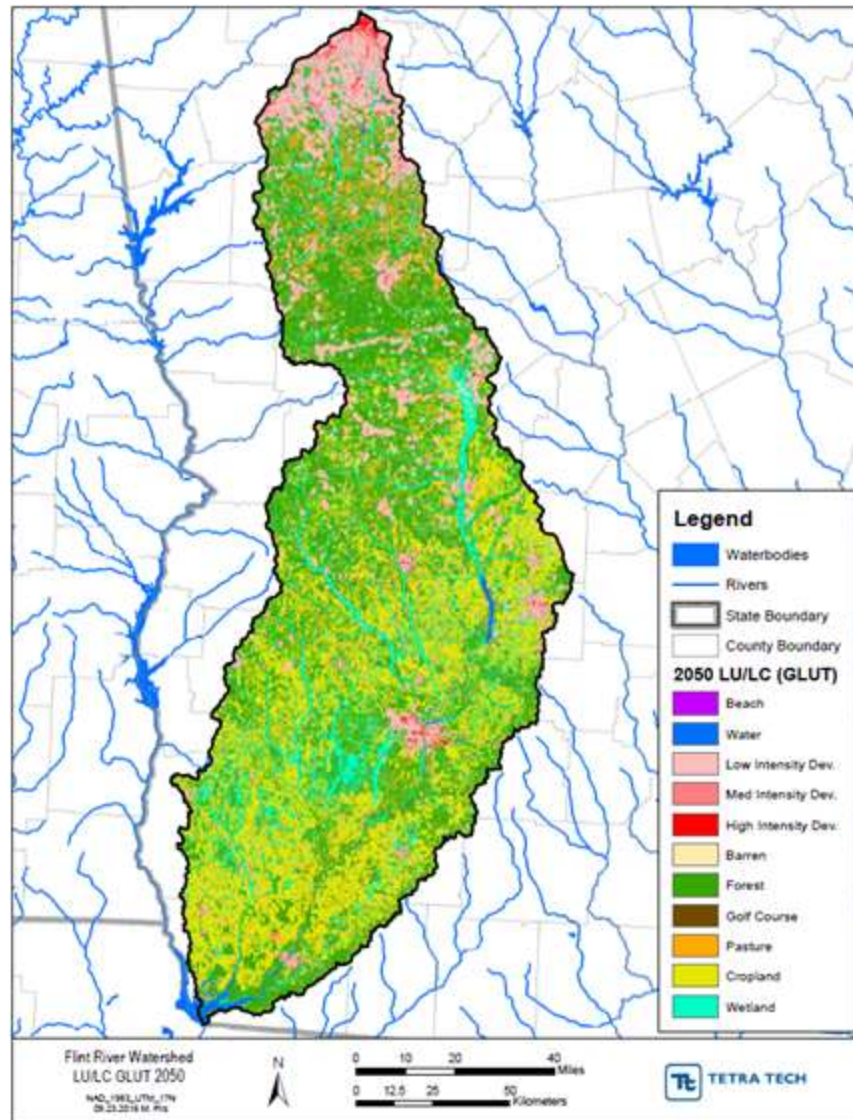 Legend
Waterbodies
Rivers
State Boundary
County Boundary
2050 LU/LC (GLUT)
Beach
Water
Low Intensity Dev.
Med Intensity Dev.
High Intensity Dev.
Barren
Forest
Golf Course
Pasture
Cropland
Wetland
Flint River Watershed
LU/LC GLUT 2050
NAD_1983_UTM_17N
N
0 10 20 40
Miles
0 12.5 25 50
Kilometers
Tt TETRA TECH